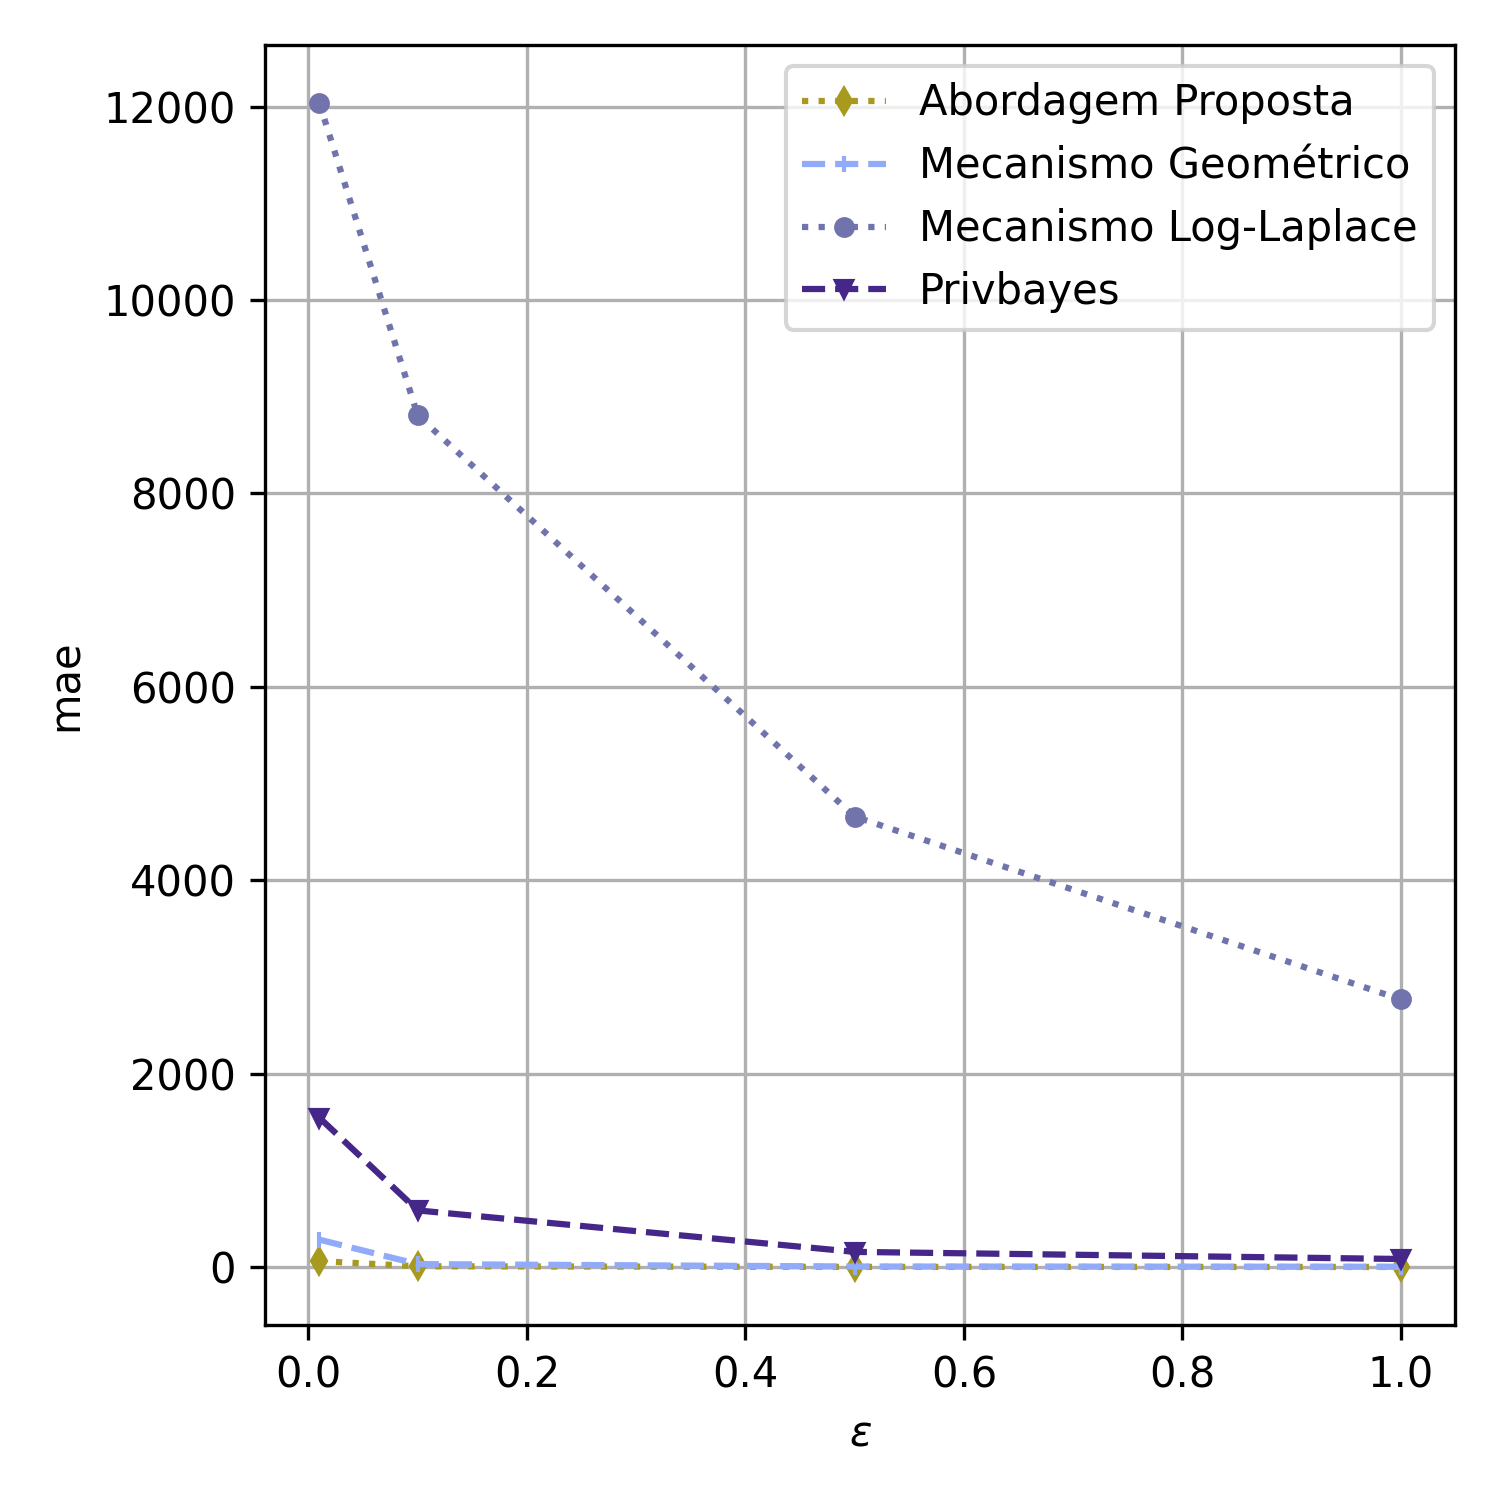 Abordagem Proposta
Mecanismo Geométrico
Mecanismo Log-Laplace
Privbayes
12000
10000
8000
6000
4000
2000
0
mae
0.0 0.2 0.4 0.6 0.8 1.0
ε